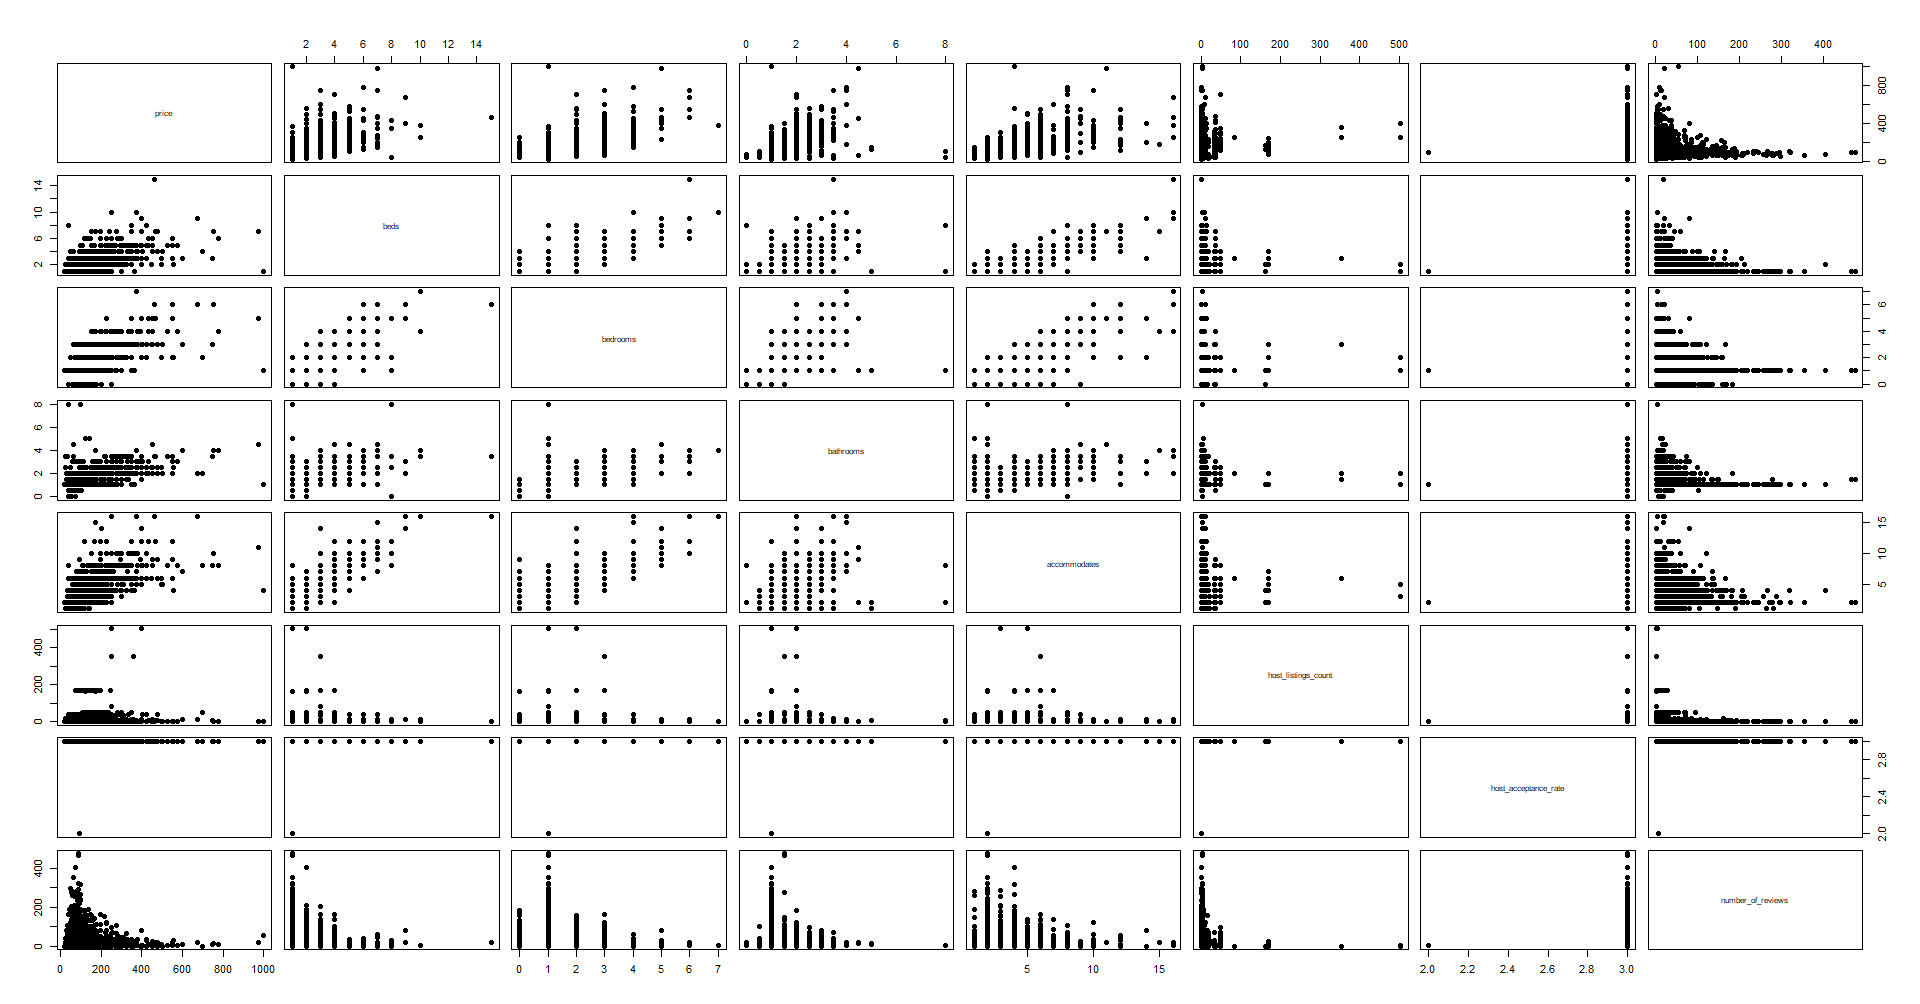 2 4 6 8 10 12 14 0 2 4 6 8 0 100 200 300 400 500 0 100 200 300 400
price
0 400 800
2 6 10 14
beds
bedrooms
0 2 4 6
0 2 4 6 8
bathrooms
accommodates
5 10 15
0 200 400
host_listings_count
host_acceptance_rate
2.0 2.4 2.8
0 200 400
number_of_reviews
0 200 400 600 800 1000 0 1 2 3 4 5 6 7 5 10 15 2.0 2.2 2.4 2.6 2.8 3.0